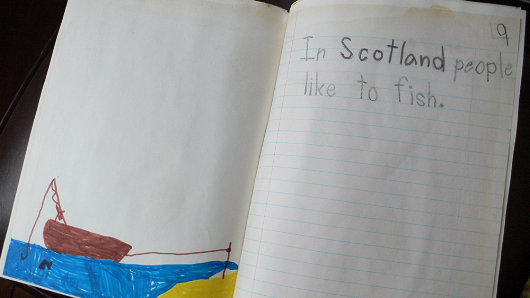 9
In Scotland people
like to fish.